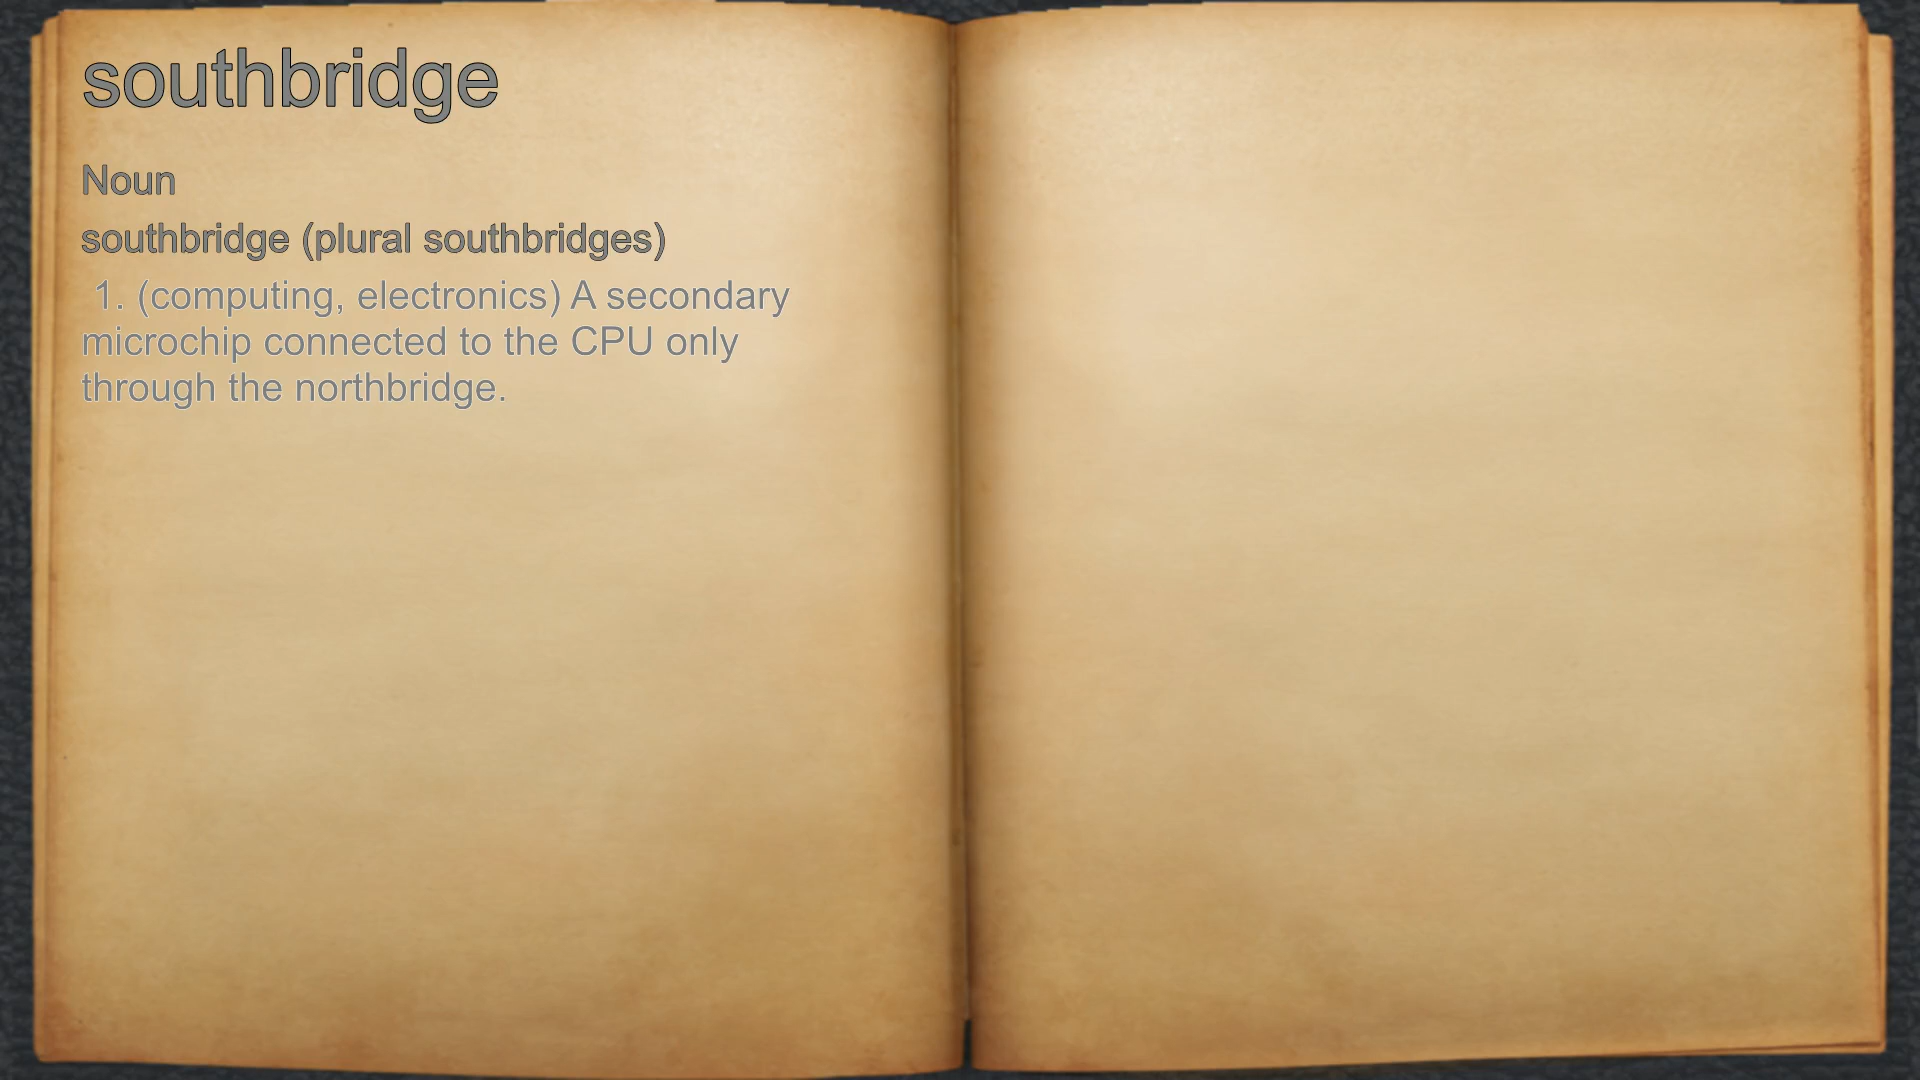 southbridge
Noun
southbridge (plural southbridges)
1. (computing, electronics) A secondary
microchip connected to the CPU only
through the northbridge.